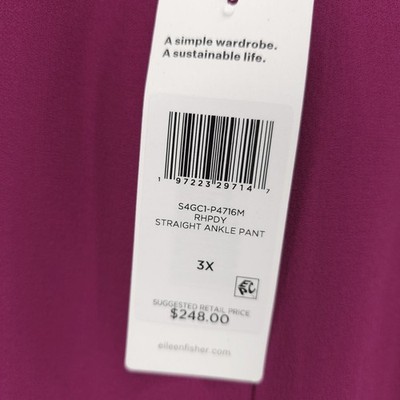 A simple wardrobe.
A sustainable life.
1 97223 29714 7
S4GC1-P4716M
RHPDY
STRAIGHT ANKLE PANT
3X
SUGGESTED RETAIL PRICE
$248.00
eileenfisher.com